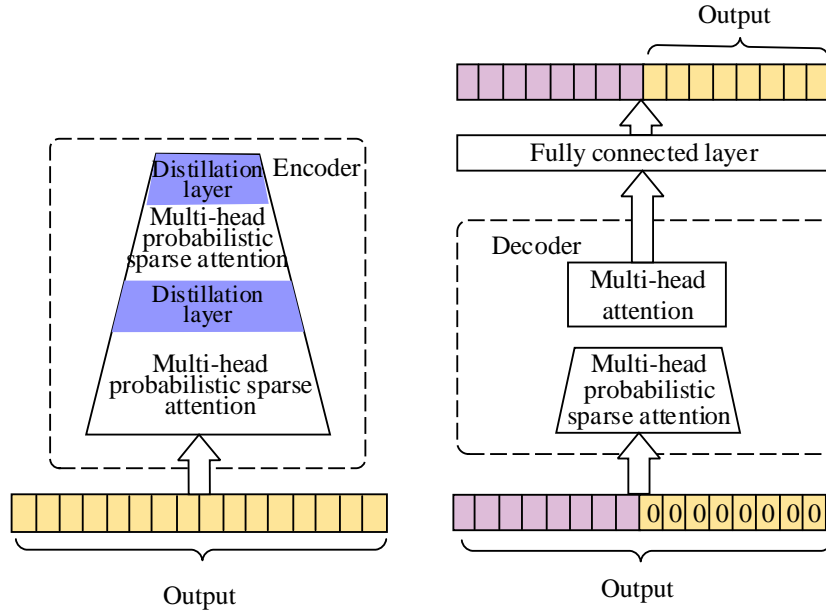 Encoder
Distillation
layer
Multi-head
probabilistic
sparse attention
Distillation
layer
Multi-head
probabilistic sparse
attention
Output
Output
Fully connected layer
Decoder
Multi-head
attention
Multi-head
probabilistic
sparse attention
0 0 0 0 0 0 0 0
Output